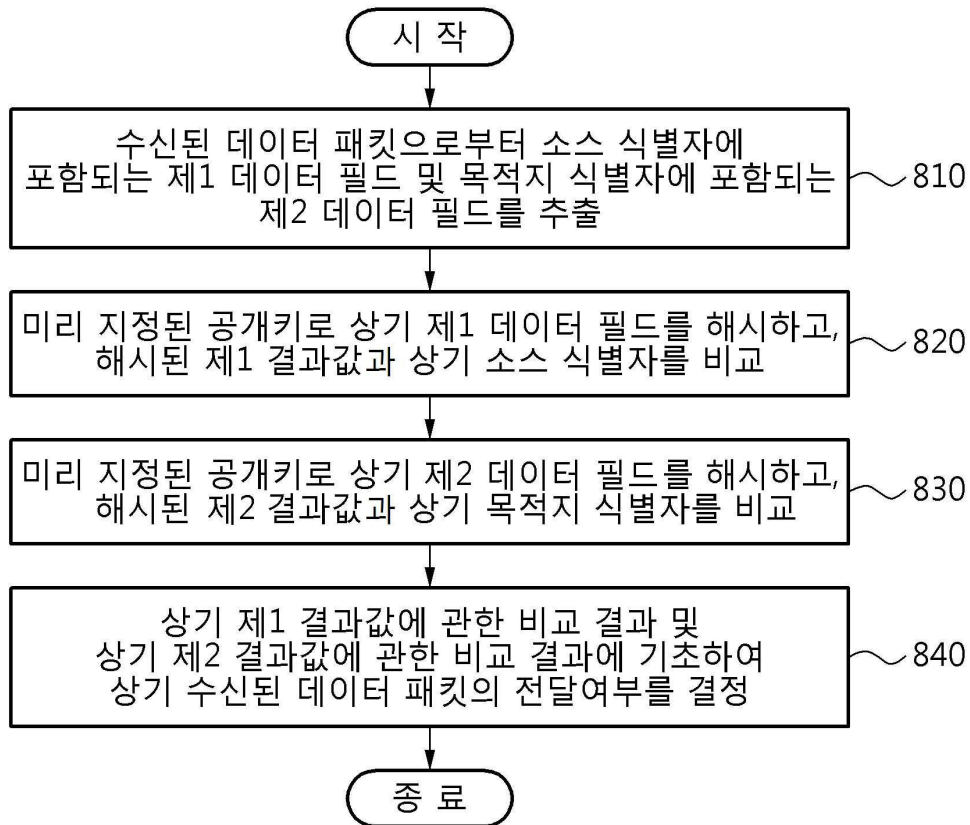 시 작
수신된 데이터 패킷으로부터 소스 식별자에
포함되는 제1 데이터 필드 및 목적지 식별자에 포함되는
제2 데이터 필드를 추출
810
미리 지정된 공개키로 상기 제1 데이터 필드를 해시하고,
해시된 제1 결과값과 상기 소스 식별자를 비교
820
미리 지정된 공개키로 상기 제2 데이터 필드를 해시하고,
해시된 제2 결과값과 상기 목적지 식별자를 비교
830
상기 제1 결과값에 관한 비교 결과 및
상기 제2 결과값에 관한 비교 결과에 기초하여
상기 수신된 데이터 패킷의 전달여부를 결정
840
종 료